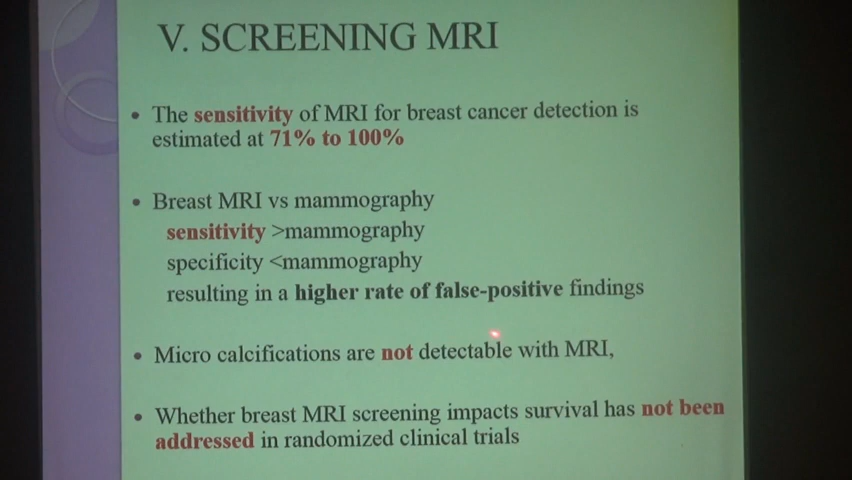 V. SCREENING MRI
• The sensitivity of MRI for breast cancer detection is
estimated at 71% to 100%
• Breast MRI vs mammography
sensitivity >mammography
specificity <mammography
resulting in a higher rate of false-positive findings
• Micro calcifications are not detectable with MRI,
• Whether breast MRI screening impacts survival has not been
addressed in randomized clinical trials